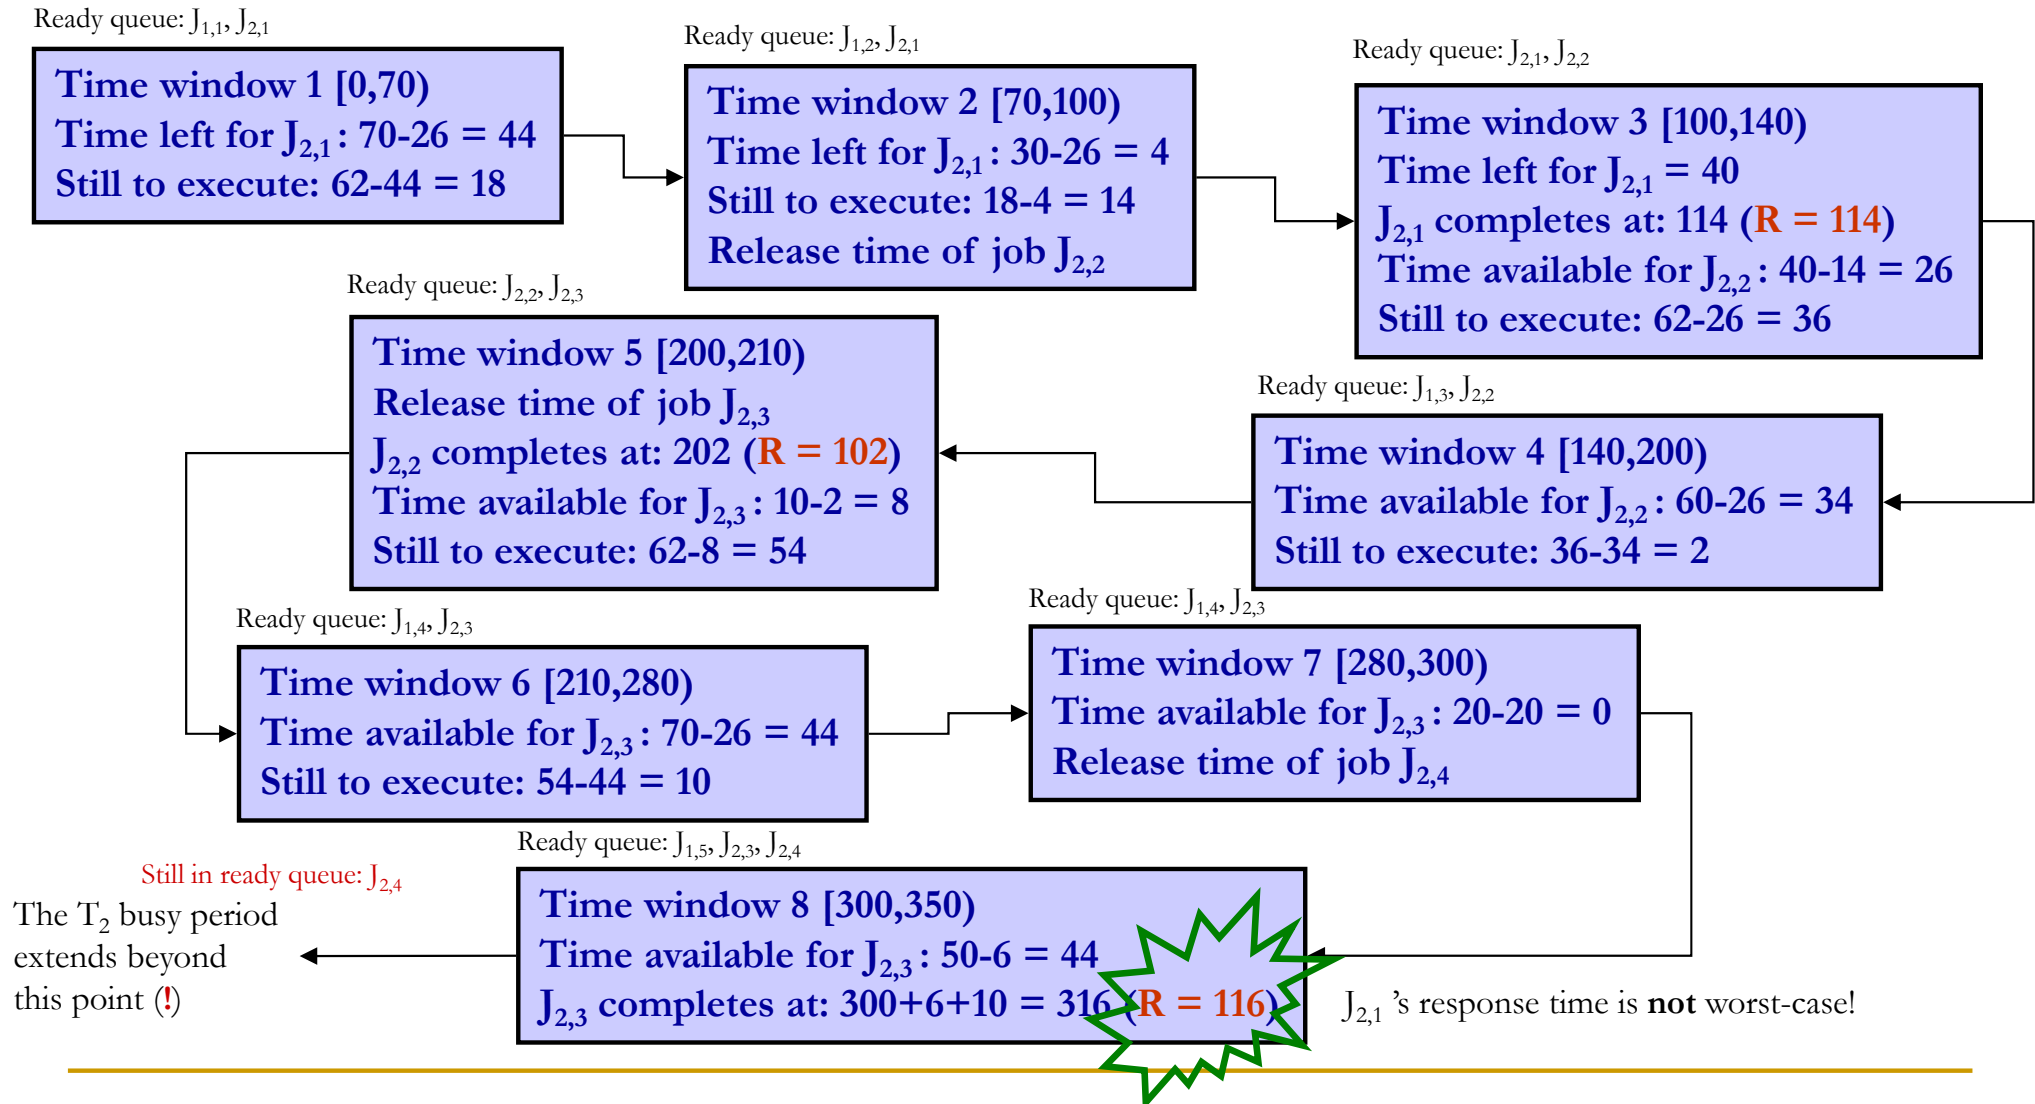 Ready queue: J1,1, J2,1
Time window 1 [0,70)
Time left for J2,1 : 70-26 = 44
Still to execute: 62-44 = 18
Ready queue: J1,2, J2,1
Time window 2 [70,100)
Time left for J2,1 : 30-26 = 4
Still to execute: 18-4 = 14
Release time of job J2,2
Ready queue: J2,1, J2,2
Time window 3 [100,140)
Time left for J2,1 = 40
J2,1 completes at: 114 (R = 114)
Time available for J2,2 : 40-14 = 26
Still to execute: 62-26 = 36
Ready queue: J1,3, J2,2
Time window 4 [140,200)
Time available for J2,2 : 60-26 = 34
Still to execute: 36-34 = 2
Ready queue: J2,2, J2,3
Time window 5 [200,210)
Release time of job J2,3
J2,2 completes at: 202 (R = 102)
Time available for J2,3 : 10-2 = 8
Still to execute: 62-8 = 54
Ready queue: J1,4, J2,3
Time window 6 [210,280)
Time available for J2,3 : 70-26 = 44
Still to execute: 54-44 = 10
Ready queue: J1,4, J2,3
Time window 7 [280,300)
Time available for J2,3 : 20-20 = 0
Release time of job J2,4
Ready queue: J1,5, J2,3, J2,4
Time window 8 [300,350)
Time available for J2,3 : 50-6 = 44
J2,3 completes at: 300+6+10 = 316 (R = 116)
J2,1 's response time is not worst-case!
Still in ready queue: J2,4
The T2 busy period
extends beyond
this point (!)